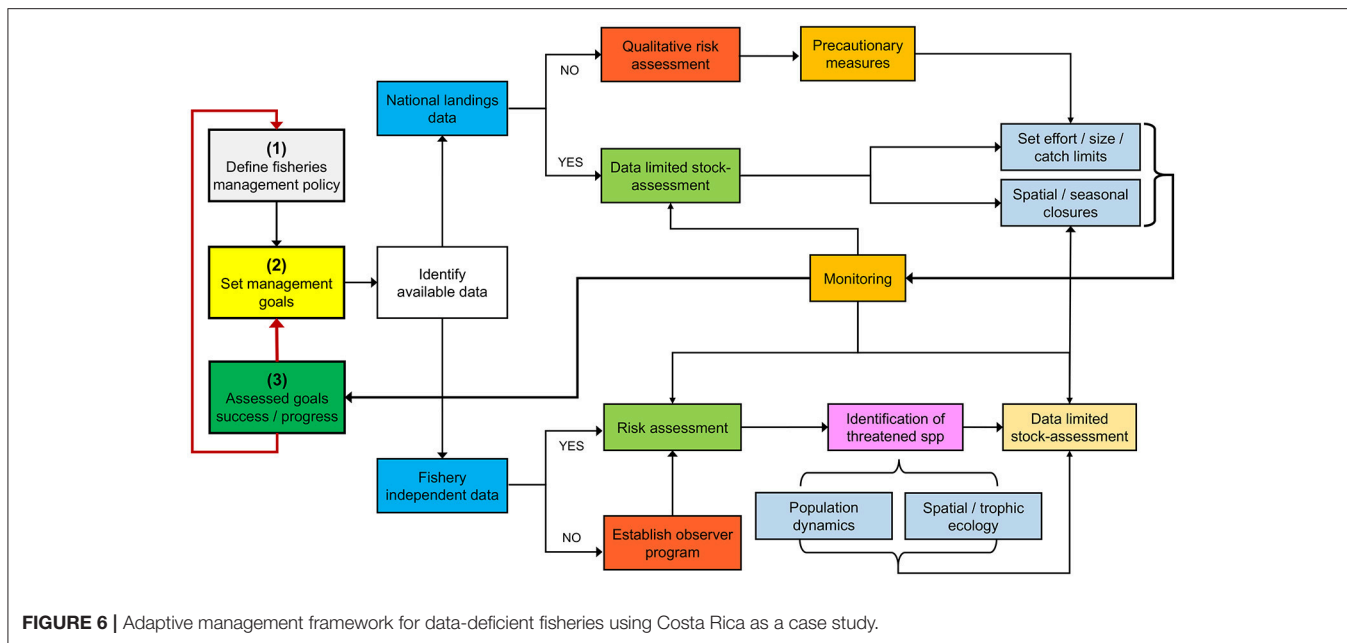 Qualitative risk
assessment
Precautionary
measures
NO
National landings
data
(1)
Define fisheries
management policy
Set effort / size /
catch limits
YES
Data limited stock-
assessment
Spatial / seasonal
closures
(2)
Set management
goals
Identify
available data
Monitoring
(3)
Assessed goals
success / progress
Risk assessment
Identification of
threatened spp
Data limited
stock-assessment
YES
Fishery
independent data
Population
dynamics
Spatial / trophic
ecology
NO
Establish observer
program
FIGURE 6 | Adaptive management framework for data-deficient fisheries using Costa Rica as a case study.